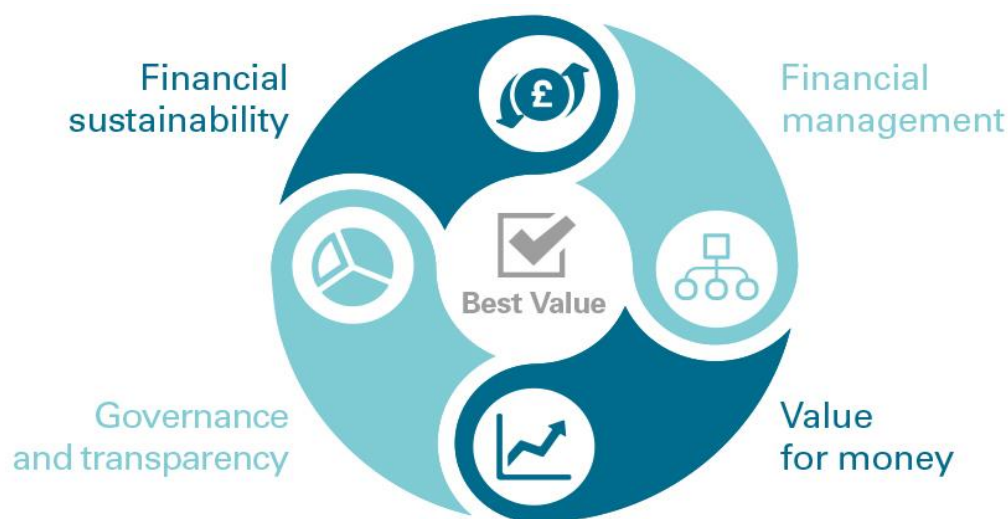 Financial
sustainability
Financial
management
£
Best Value
Governance
and transparency
Value
for money